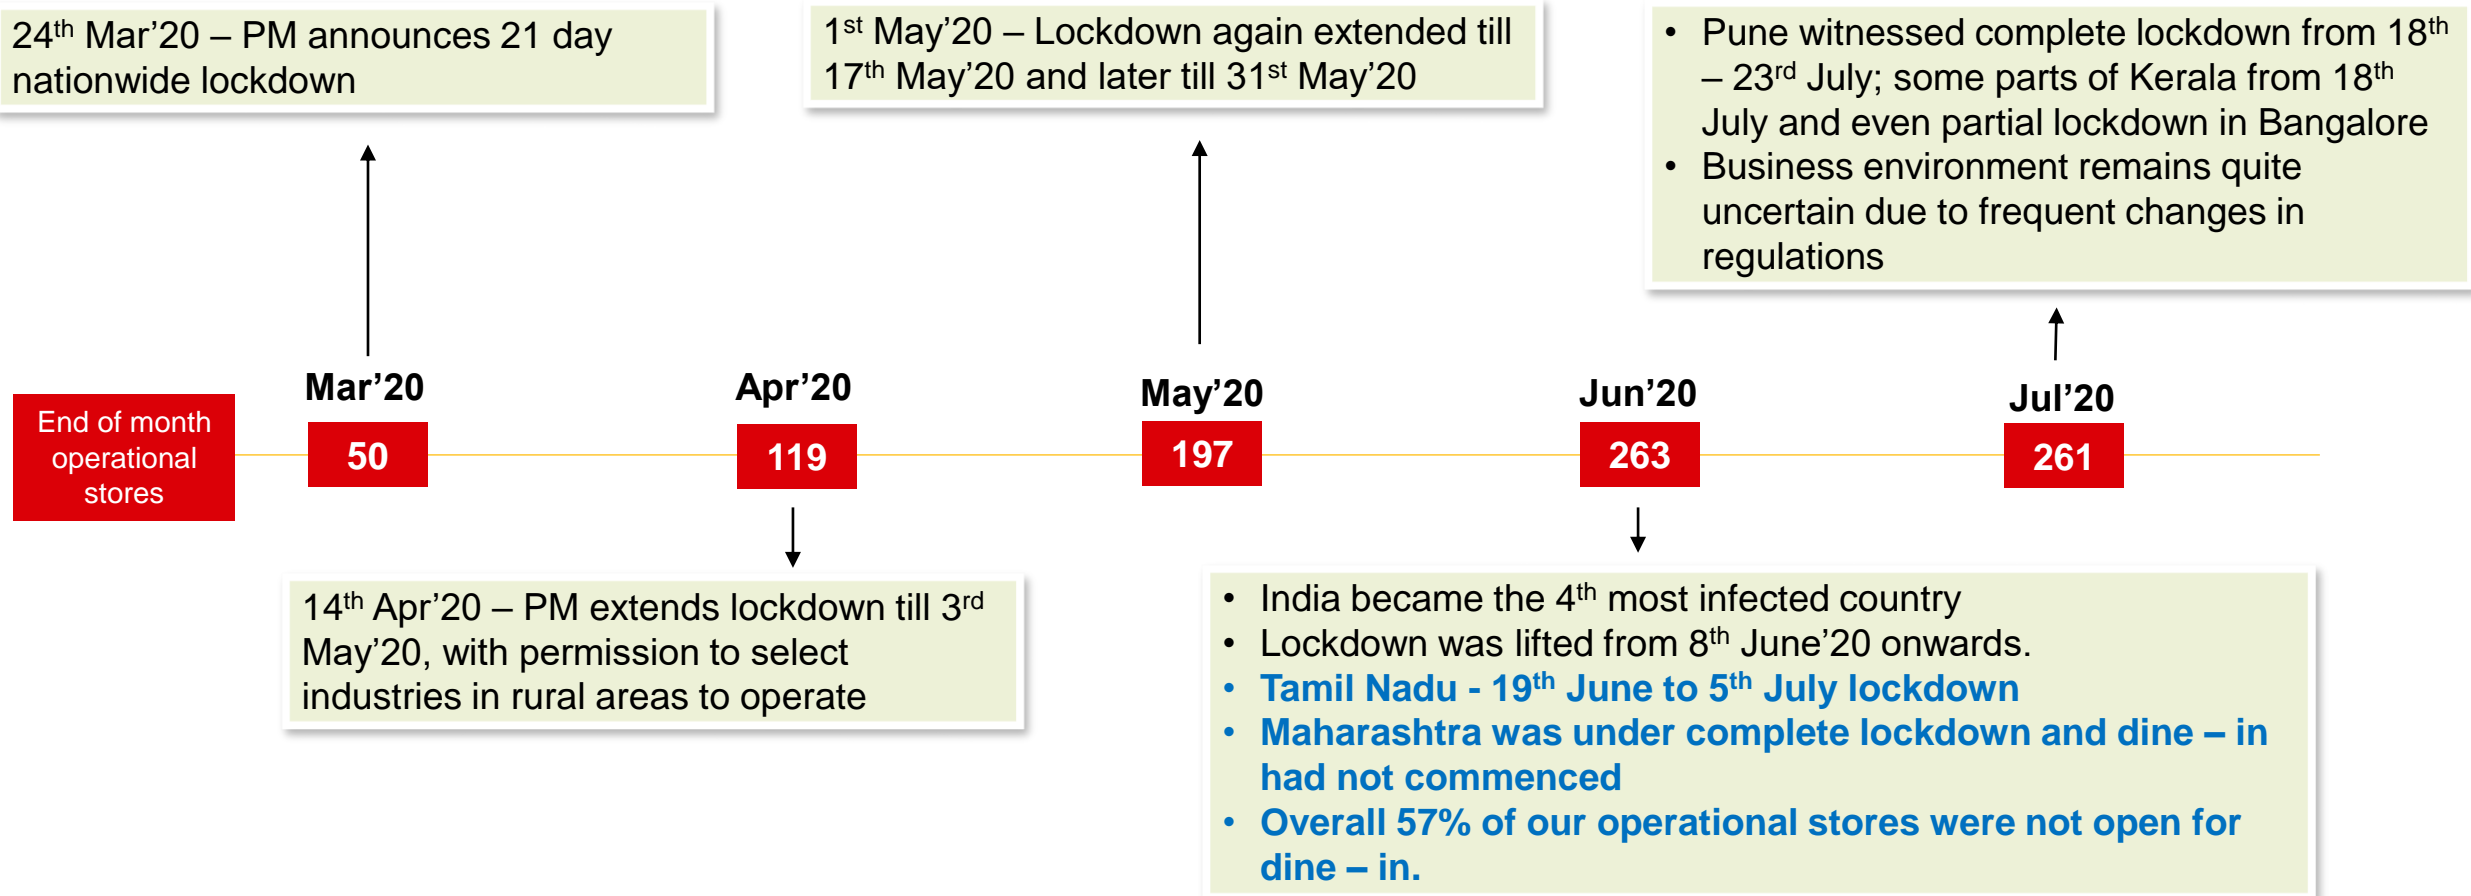 24th Mar’20 – PM announces 21 day
nationwide lockdown
1st May’20 – Lockdown again extended till
17th May’20 and later till 31st May’20
• Pune witnessed complete lockdown from 18th
– 23rd July; some parts of Kerala from 18th
July and even partial lockdown in Bangalore
• Business environment remains quite
uncertain due to frequent changes in
regulations
Mar’20
Apr’20
May’20
Jun’20
Jul’20
End of month
operational
stores
50
119
197
263
261
14th Apr’20 – PM extends lockdown till 3rd
May’20, with permission to select
industries in rural areas to operate
• India became the 4th most infected country
• Lockdown was lifted from 8th June’20 onwards.
• Tamil Nadu - 19th June to 5th July lockdown
• Maharashtra was under complete lockdown and dine – in
had not commenced
• Overall 57% of our operational stores were not open for
dine – in.